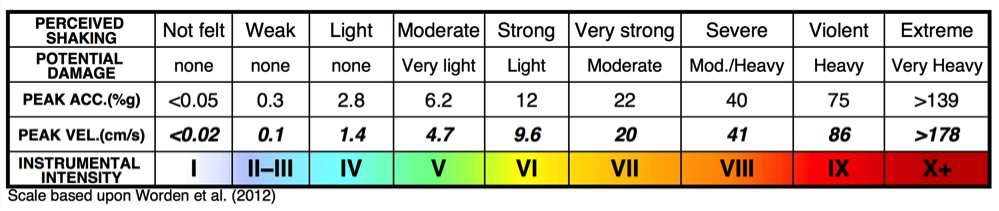 PERCEIVED SHAKING Not felt Weak Light Moderate Strong Very strong Severe Violent Extreme
POTENTIAL DAMAGE none none none Very light Light Moderate Mod./Heavy Heavy Very Heavy
PEAK ACC.(%g) <0.05 0.3 2.8 6.2 12 22 40 75 >139
PEAK VEL.(cm/s) <0.02 0.1 1.4 4.7 9.6 20 41 86 >178
INSTRUMENTAL INTENSITY I II–III IV V VI VII VIII IX X+
Scale based upon Worden et al. (2012)